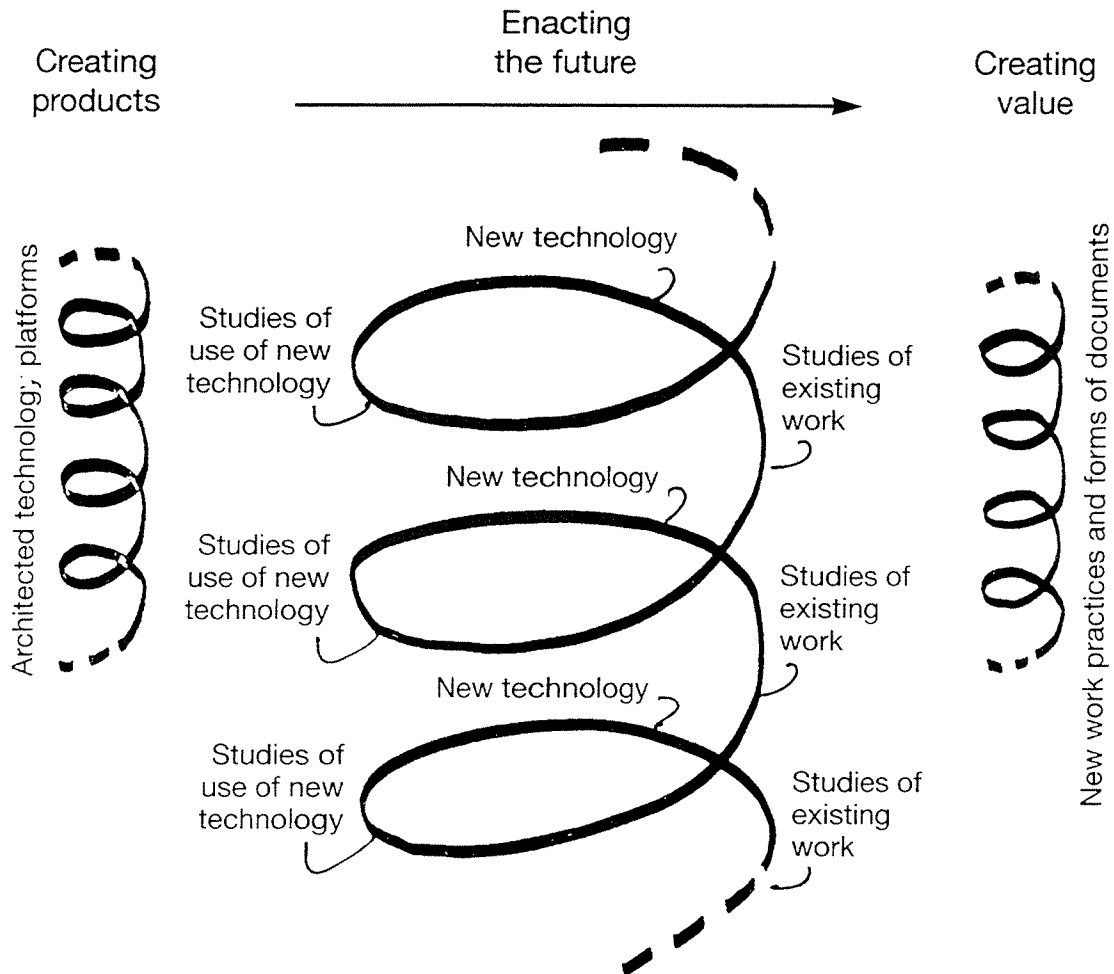 Creating
products
Enacting
the future
Creating
value
Architected technology; platforms
New technology
Studies of
use of new
technology
Studies of
existing
work
New technology
Studies of
use of new
technology
Studies of
existing
work
New technology
Studies of
use of new
technology
Studies of
existing
work
New work practices and forms of documents